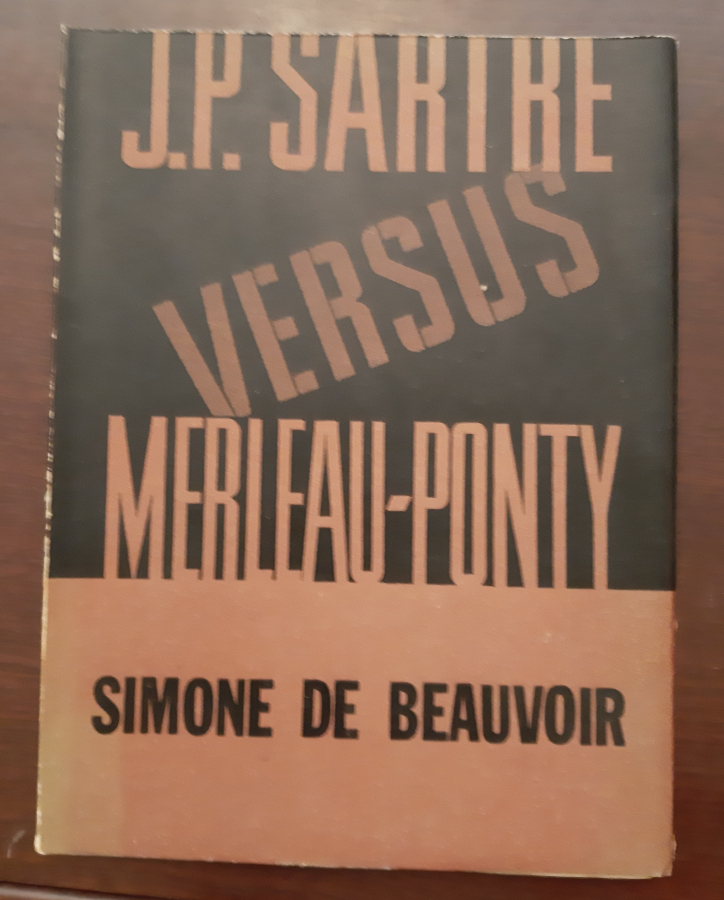 J.P. SARTRE
VERSUS
MERLEAU-PONTY
SIMONE DE BEAUVOIR